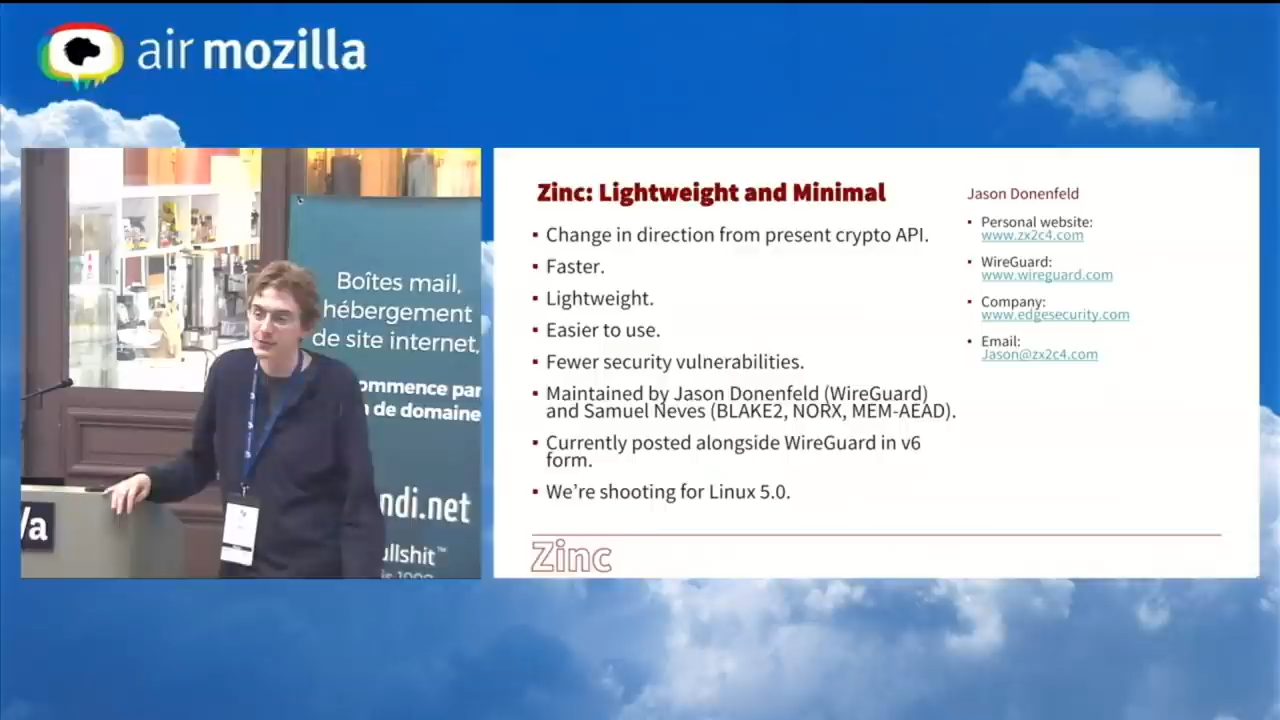 air mozilla
Boîtes mail,
hébergement
de site internet,
ommence par
de domaine
ndi.net
ullshit™
/a
Zinc: Lightweight and Minimal
▪ Change in direction from present crypto API.
▪ Faster.
▪ Lightweight.
▪ Easier to use.
▪ Fewer security vulnerabilities.
▪ Maintained by Jason Donenfeld (WireGuard)
and Samuel Neves (BLAKE2, NORX, MEM-AEAD).
▪ Currently posted alongside WireGuard in v6
form.
▪ We're shooting for Linux 5.0.
Jason Donenfeld
▪ Personal website:
www.zx2c4.com
▪ WireGuard:
www.wireguard.com
▪ Company:
www.edgesecurity.com
▪ Email:
Jason@zx2c4.com
Zinc